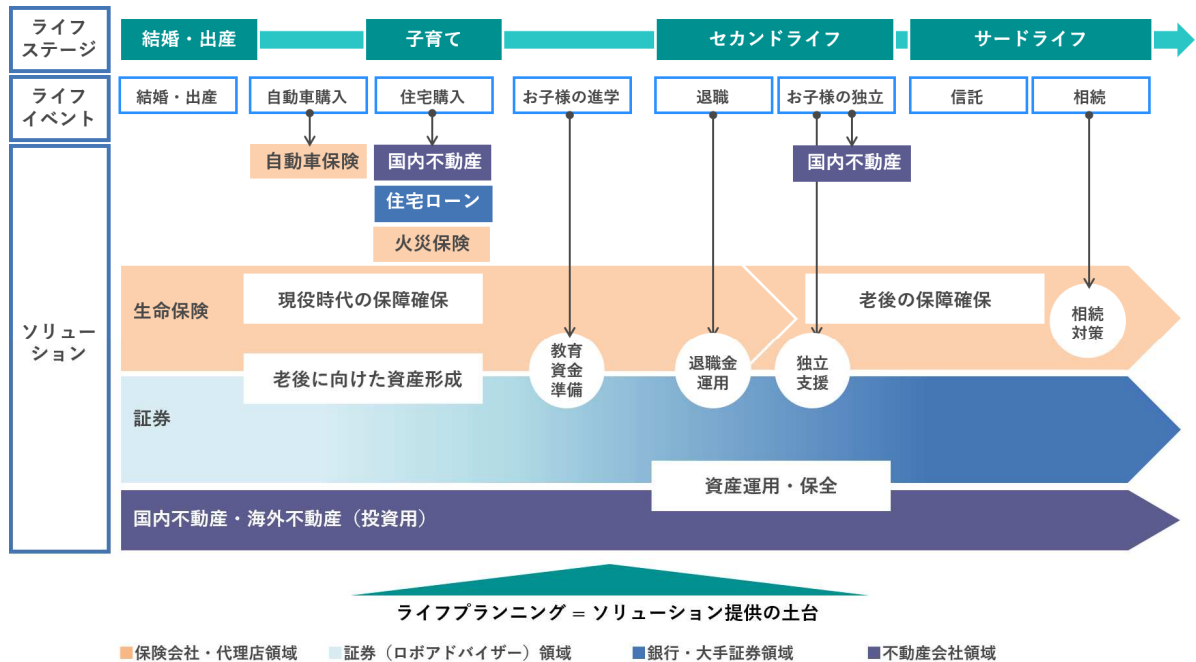 ライフ
ステージ
結婚・出産
子育て
セカンドライフ
サードライフ
ライフ
イベント
結婚・出産
自動車購入
住宅購入
お子様の進学
退職
お子様の独立
信託
相続
ソリュー
ション
自動車保険
国内不動産
住宅ローン
火災保険
国内不動産
生命保険
現役時代の保障確保
老後の保障確保
相続
対策
老後に向けた資産形成
教育
資金
準備
退職金
運用
独立
支援
証券
資産運用・保全
国内不動産・海外不動産（投資用）
ライフプランニング = ソリューション提供の土台
保険会社・代理店領域
証券（ロボアドバイザー）領域
銀行・大手証券領域
不動産会社領域